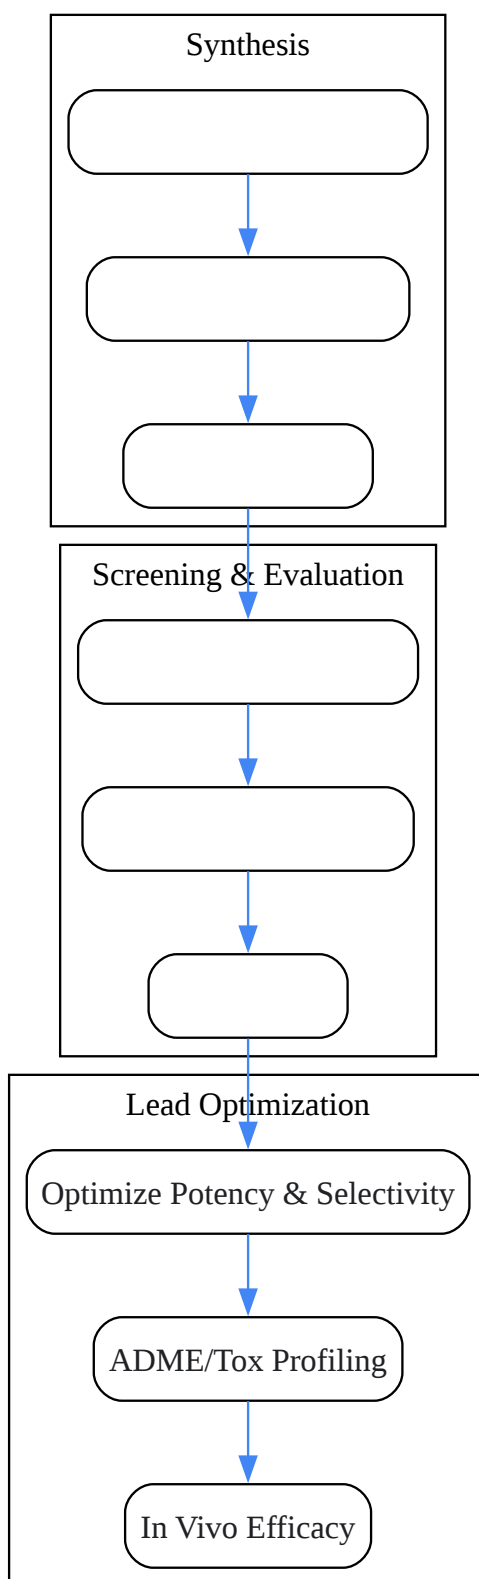 Synthesis
Screening & Evaluation
Lead Optimization
Optimize Potency & Selectivity
ADME/Tox Profiling
In Vivo Efficacy